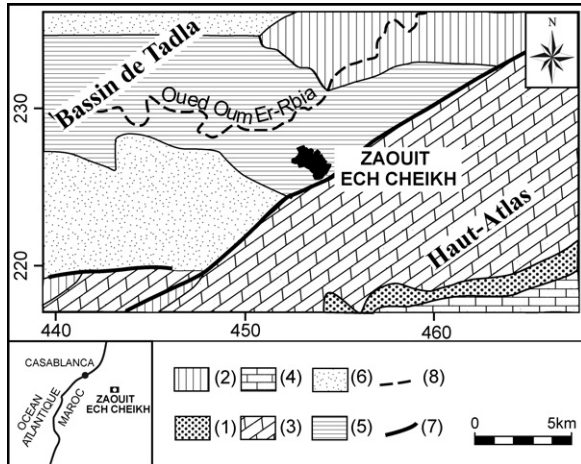 N
Bassin de Tadla
Oued Oum Er-Rbia
230
ZAOUIT
ECH CHEIKH
Haut-Atlas
220
440
450
460
CASABLANCA
OCEAN
ATLANTIQUE
MAROC
ZAOUIT
ECH CHEIKH
(2) (4) (6) (8)
(1) (3) (5) (7)
0 5km